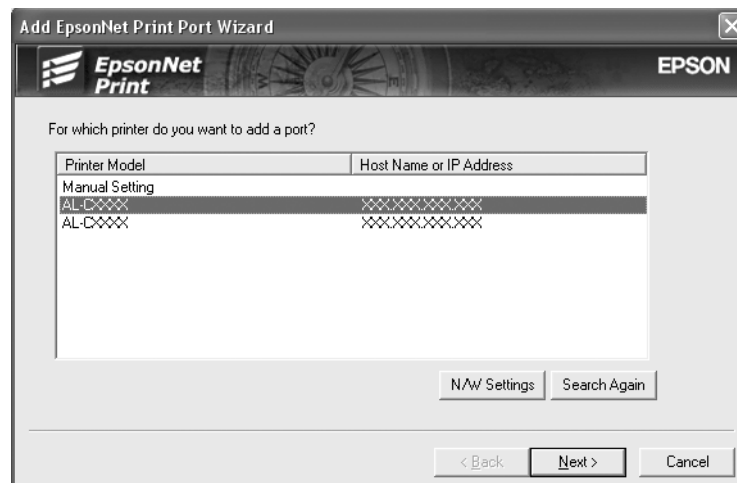 Add EpsonNet Print Port Wizard
EpsonNet
Print
EPSON
For which printer do you want to add a port?
Printer Model Host Name or IP Address
Manual Setting
AL-CXXXX XXX.XXX.XXX.XXX
AL-CXXXX XXX.XXX.XXX.XXX
N/W Settings Search Again
< Back Next > Cancel